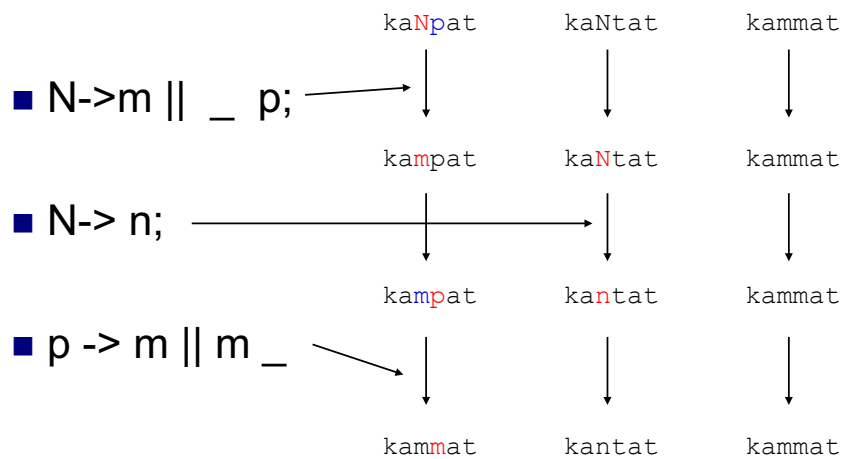 kaNpat kaNtat kammat
■ N->m || _ p;
kampat kaNtat kammat
■ N-> n;
kampat kantat kammat
■ p -> m || m _
kammat kantat kammat